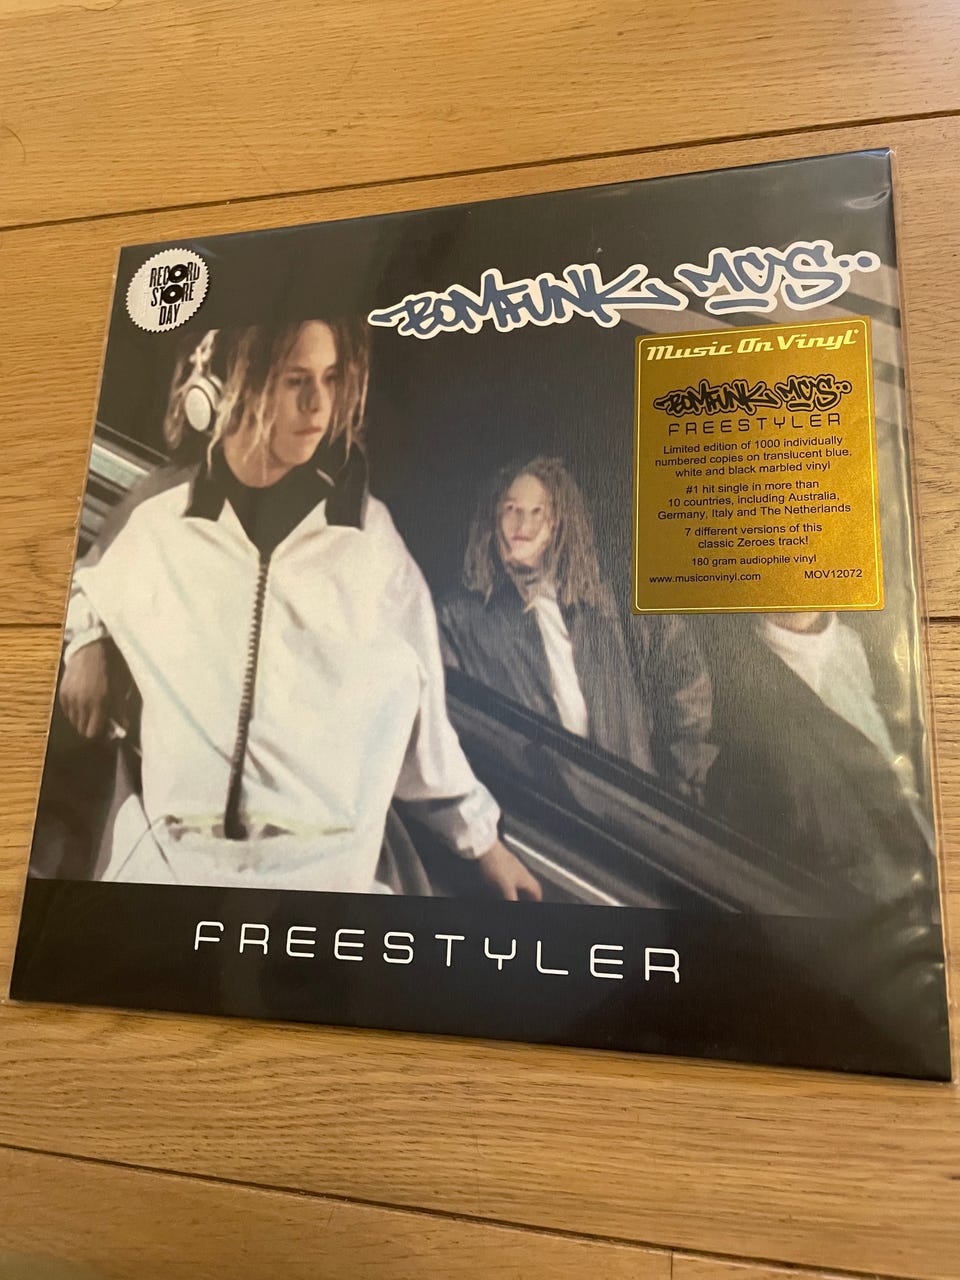 RECORD
STORE
DAY
BOMFUNK MC'S..
Music On Vinyl®
BOMFUNK MC'S..
FREESTYLER
Limited edition of 1000 individually
numbered copies on translucent blue,
white and black marbled vinyl
#1 hit single in more than
10 countries, including Australia,
Germany, Italy and The Netherlands
7 different versions of this
classic Zeroes track!
180 gram audiophile vinyl
www.musiconvinyl.com MOV12072
FREESTYLER